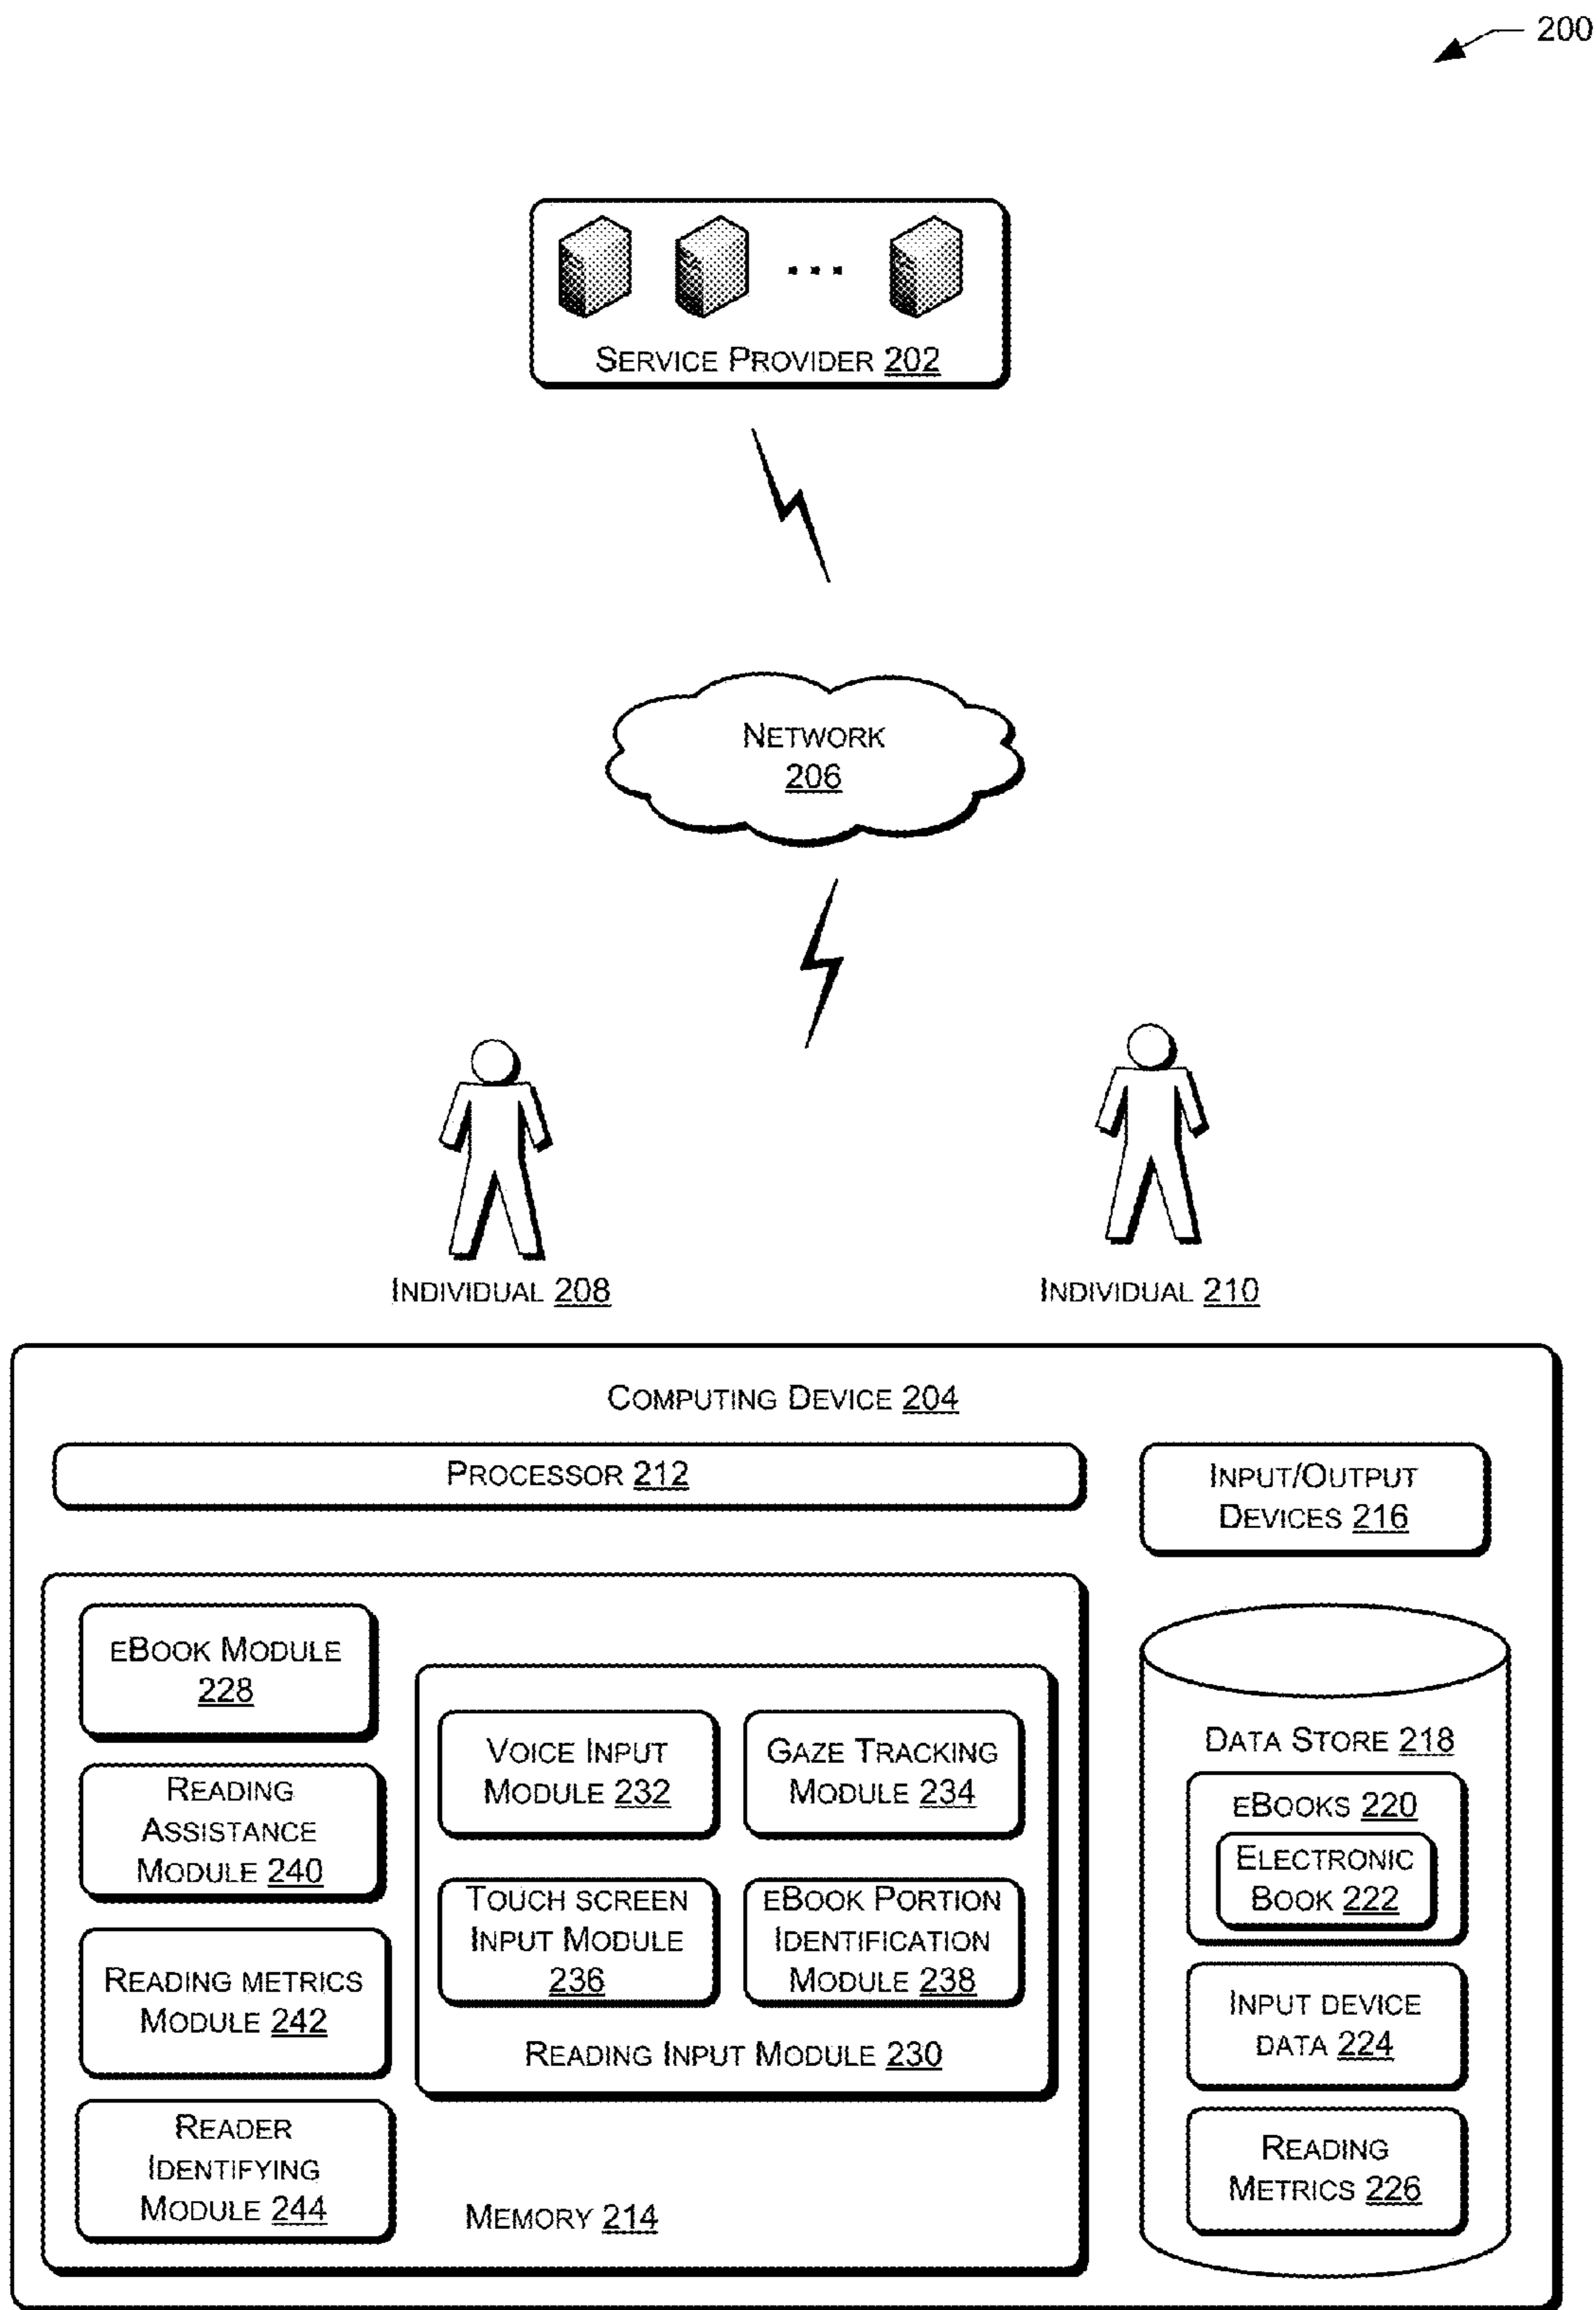 200
SERVICE PROVIDER 202
NETWORK
206
INDIVIDUAL 208
INDIVIDUAL 210
COMPUTING DEVICE 204
PROCESSOR 212
INPUT/OUTPUT
DEVICES 216
EBOOK MODULE
228
READING
ASSISTANCE
MODULE 240
READING METRICS
MODULE 242
READER
IDENTIFYING
MODULE 244
VOICE INPUT
MODULE 232
GAZE TRACKING
MODULE 234
TOUCH SCREEN
INPUT MODULE
236
EBOOK PORTION
IDENTIFICATION
MODULE 238
READING INPUT MODULE 230
MEMORY 214
DATA STORE 218
EBOOKS 220
ELECTRONIC
BOOK 222
INPUT DEVICE
DATA 224
READING
METRICS 226